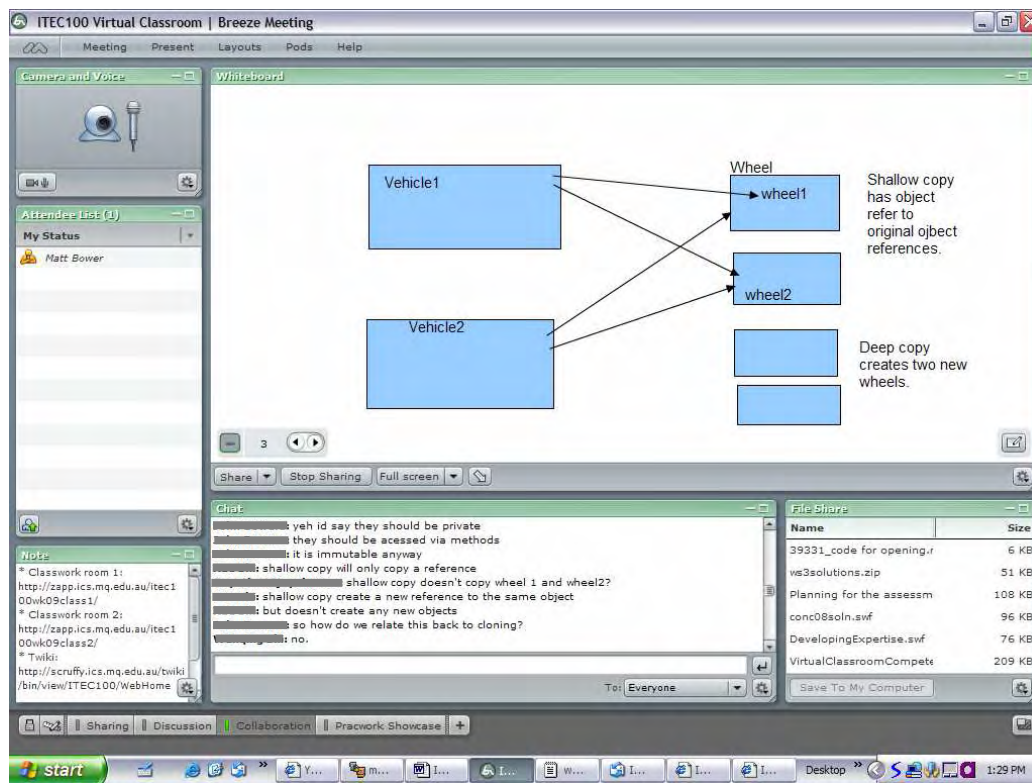 ITEC100 Virtual Classroom | Breeze Meeting
Meeting Present Layouts Pods Help
Camera and Voice
Attendee List (1)
My Status
Matt Bower
Note
* Classwork room 1:
http://zapp.ics.mq.edu.au/itec1
00wk09class1/
* Classwork room 2:
http://zapp.ics.mq.edu.au/itec1
00wk09class2/
* Twiki:
http://scruffy.ics.mq.edu.au/twiki
/bin/view/ITEC100/WebHome
Whiteboard
Vehicle1
Vehicle2
Wheel
wheel1
wheel2
Shallow copy
has object
refer to
original ojbect
references.
Deep copy
creates two new
wheels.
3
Share Stop Sharing Full screen
Chat
: yeh id say they should be private
: they should be acessed via methods
: it is immutable anyway
: shallow copy will only copy a reference
shallow copy doesn't copy wheel 1 and wheel2?
: shallow copy create a new reference to the same object
: but doesn't create any new objects
: so how do we relate this back to cloning?
: no.
To: Everyone
File Share
Name Size
39331_code for opening.r 6 KB
ws3solutions.zip 51 KB
Planning for the assessm 108 KB
conc08soln.swf 96 KB
DevelopingExpertise.swf 76 KB
VirtualClassroomCompete 209 KB
Save To My Computer
Sharing Discussion Collaboration Pracwork Showcase +
start » Y... m... I... I... w... I... I... I... Desktop » 1:29 PM